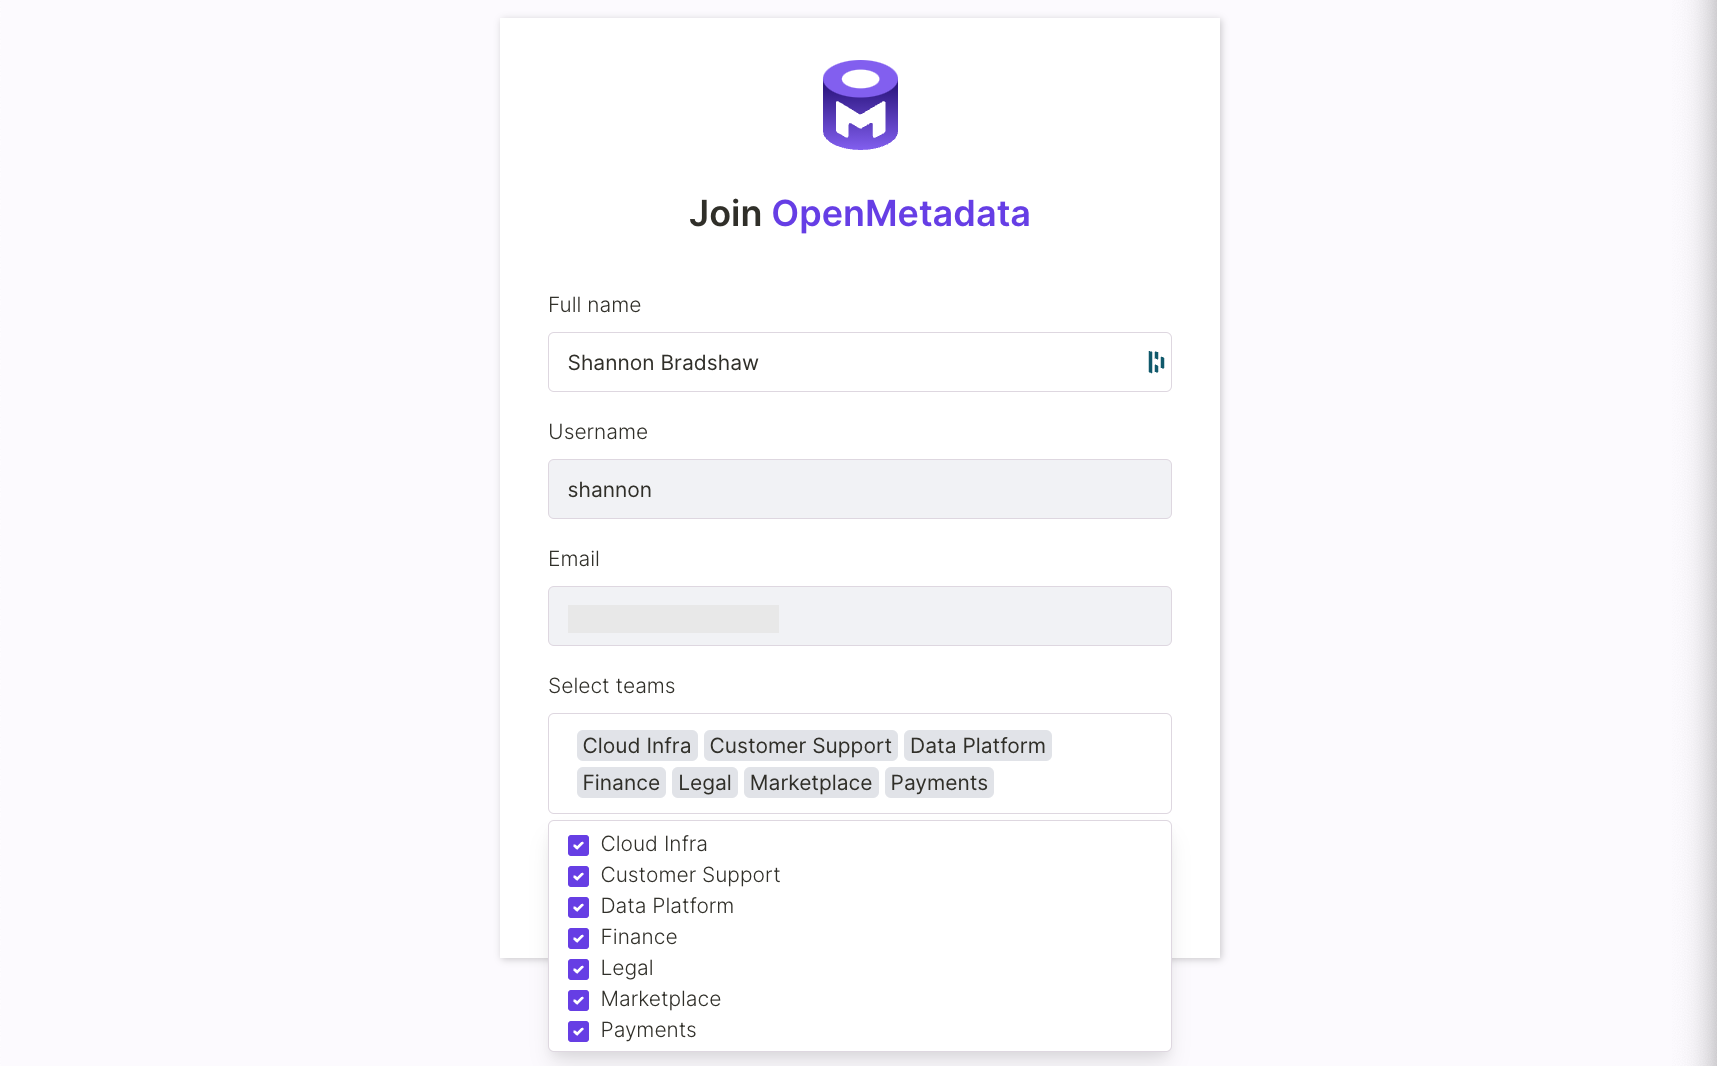 Join OpenMetadata
Full name
Shannon Bradshaw
Username
shannon
Email
Select teams
Cloud Infra Customer Support Data Platform
Finance Legal Marketplace Payments
Cloud Infra
Customer Support
Data Platform
Finance
Legal
Marketplace
Payments